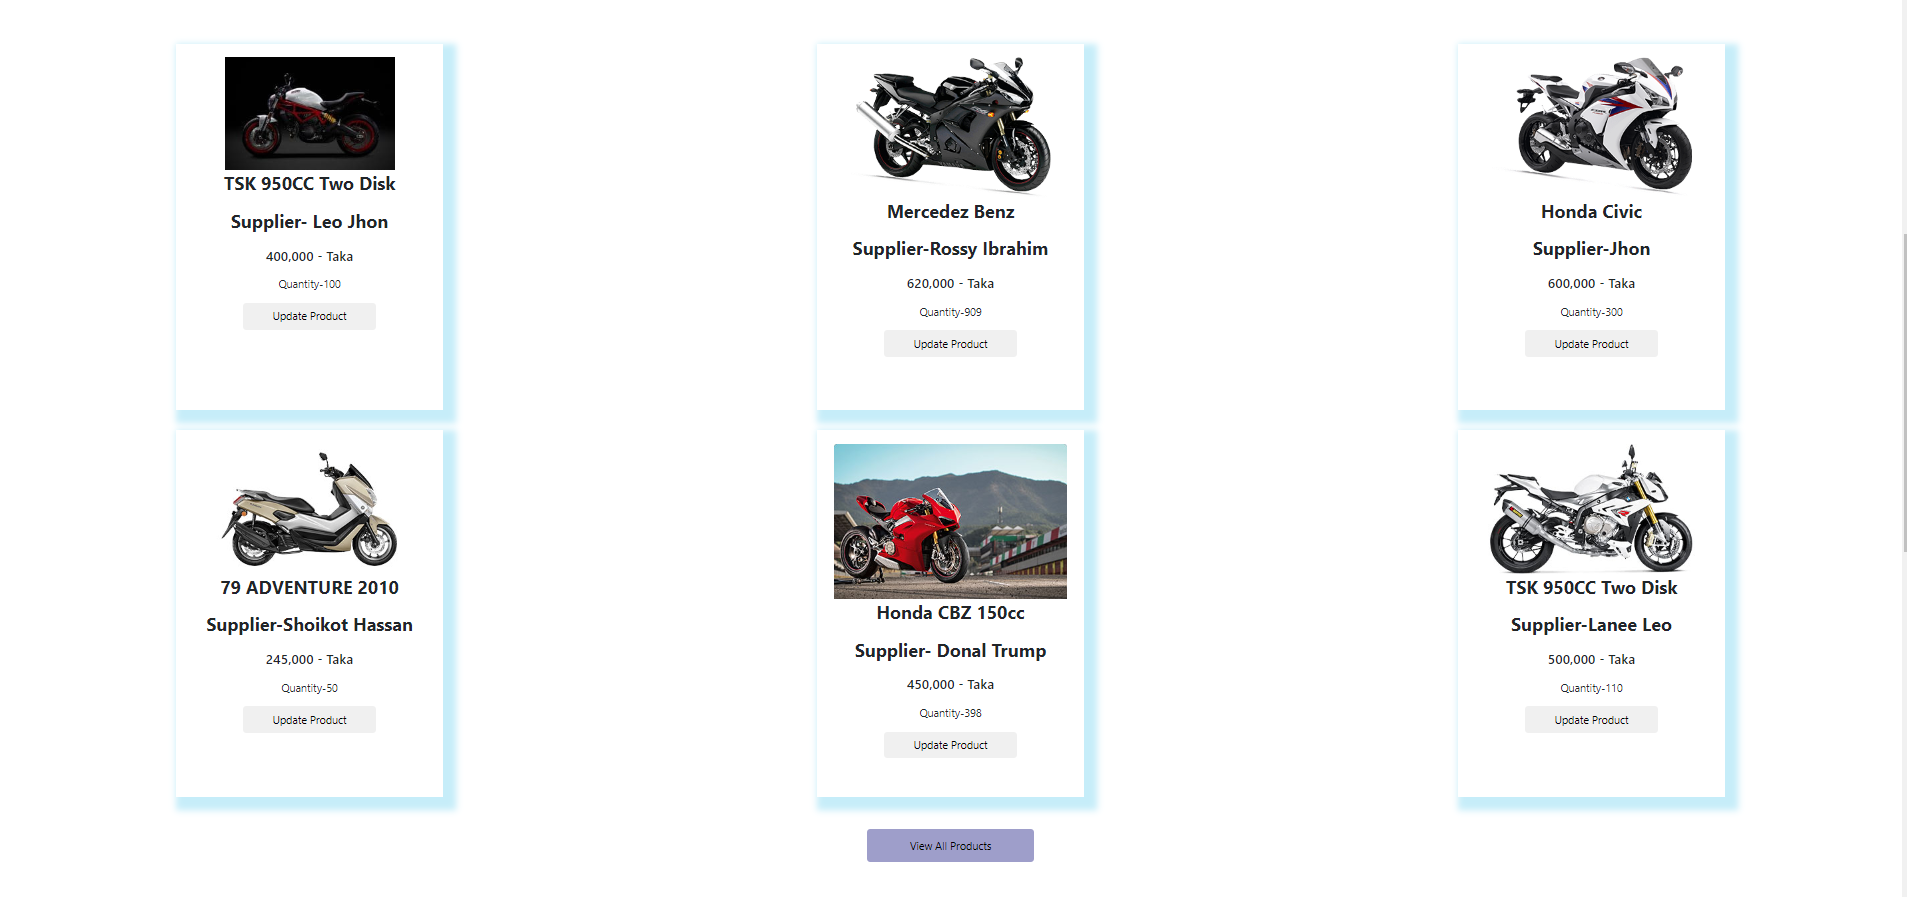 TSK 950CC Two Disk
Supplier- Leo Jhon
400,000 - Taka
Quantity-100
Update Product
Mercedez Benz
Supplier-Rossy Ibrahim
620,000 - Taka
Quantity-909
Update Product
Honda Civic
Supplier-Jhon
600,000 - Taka
Quantity-300
Update Product
79 ADVENTURE 2010
Supplier-Shoikot Hassan
245,000 - Taka
Quantity-50
Update Product
Honda CBZ 150cc
Supplier- Donal Trump
450,000 - Taka
Quantity-398
Update Product
TSK 950CC Two Disk
Supplier-Lanee Leo
500,000 - Taka
Quantity-110
Update Product
View All Products